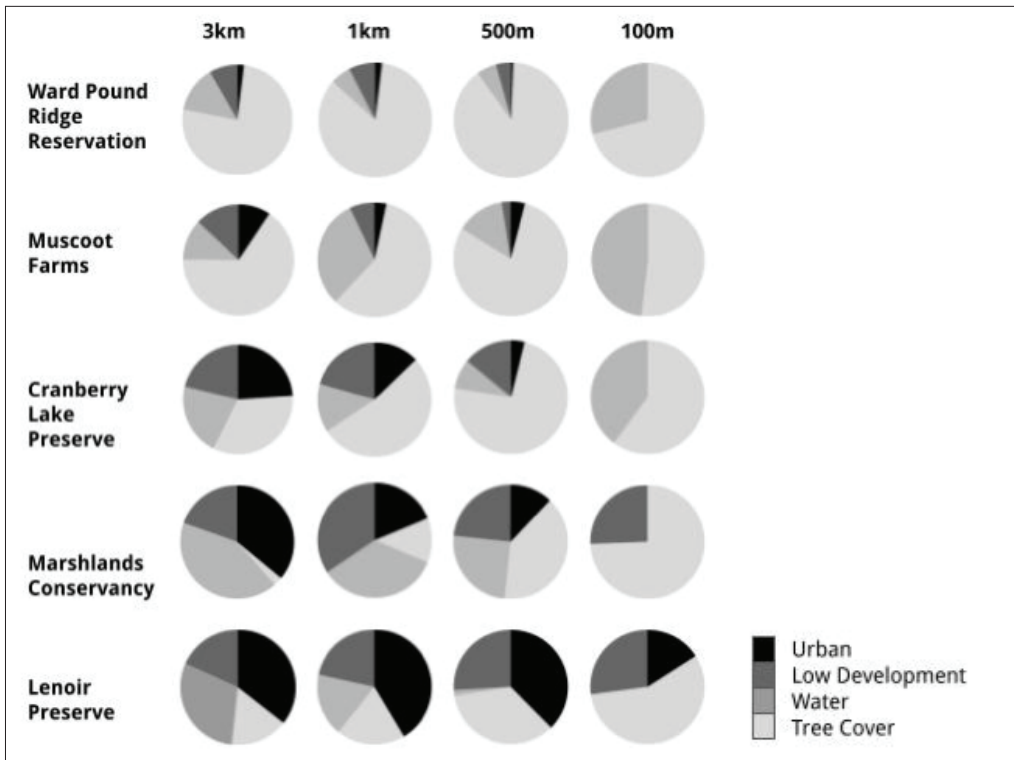 3km 1km 500m 100m
Ward Pound
Ridge
Reservation
Muscoot
Farms
Cranberry
Lake
Preserve
Marshlands
Conservancy
Lenoir
Preserve
Urban
Low Development
Water
Tree Cover